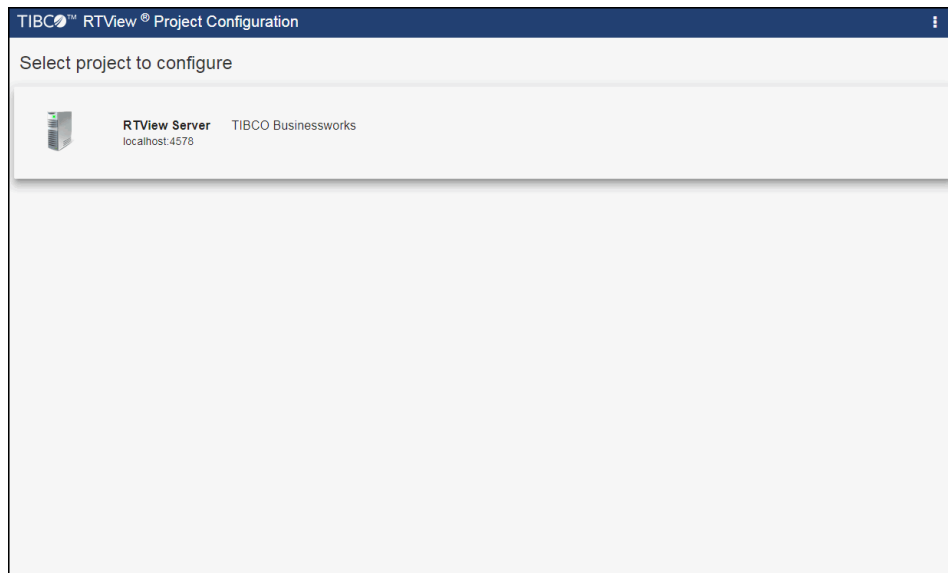 TIBCO™ RTView ® Project Configuration
Select project to configure
RTView Server TIBCO Businessworks
localhost:4578